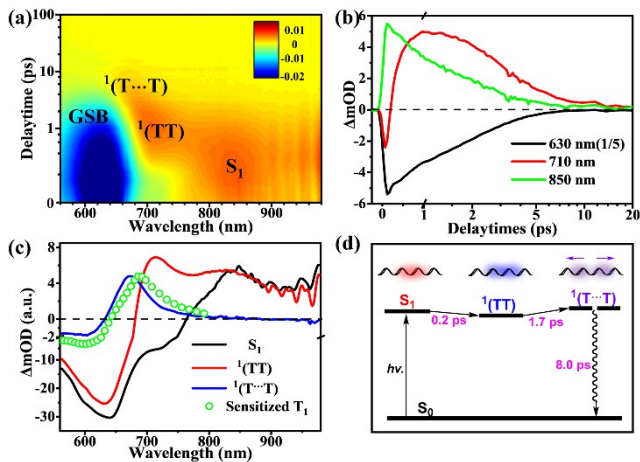 (a)
100
10
1
Delaytime (ps)
0.01
0
-0.01
-0.02
¹(T···T)
GSB
¹(TT)
S₁
600 700 800 900
Wavelength (nm)
(b)
6
4
2
0
-2
-4
-6
ΔmOD
630 nm(1/5)
710 nm
850 nm
0 1 5 10 15 20
Delaytimes (ps)
(c)
8
4
0
-2
-10
-20
-30
ΔmOD (a.u.)
S₁
¹(TT)
¹(T···T)
Sensitized T₁
600 700 800 900
Wavelength (nm)
(d)
S₁
¹(TT)
¹(T···T)
0.2 ps
1.7 ps
hv.
8.0 ps
S₀